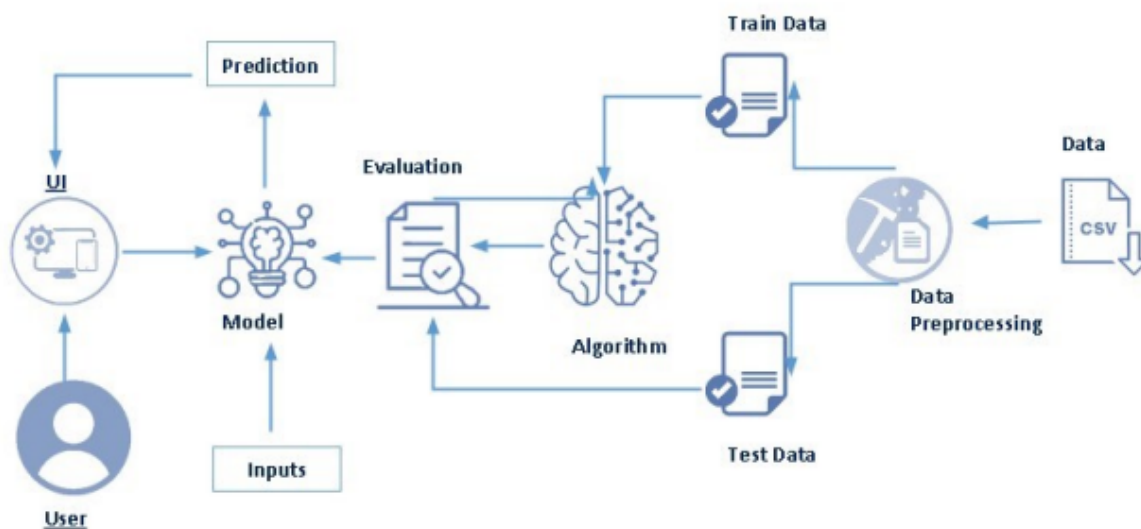 Train Data
Prediction
Data
Evaluation
UI
CSV
Data
Preprocessing
Model
Algorithm
Test Data
Inputs
User